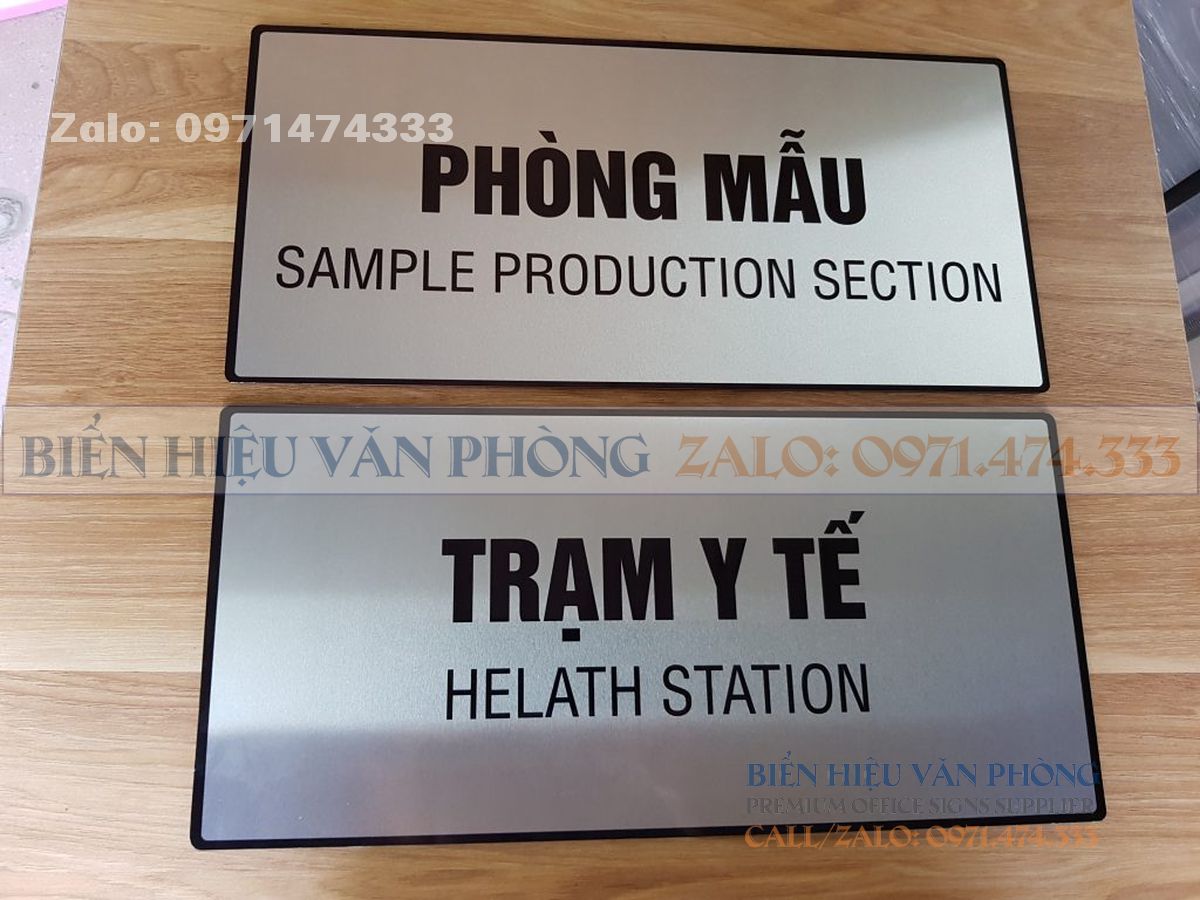 Zalo: 0971474333
PHÒNG MẪU
SAMPLE PRODUCTION SECTION
BIỂN HIỆU VĂN PHÒNG ZALO: 0971.474.333
TRẠM Y TẾ
HELATH STATION
BIỂN HIỆU VĂN PHÒNG
PREMIUM OFFICE SIGNS SUPPLIER
CALL/ZALO: 0971.474.333